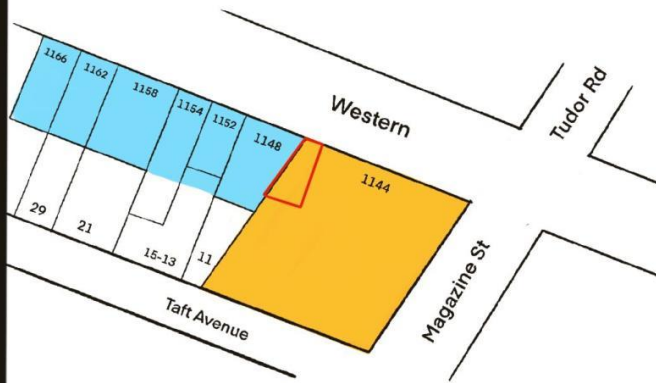 1166
1162
1158
1154
1152
1148
Western
1144
Tudor Rd
29
21
15-13
11
Magazine St
Taft Avenue